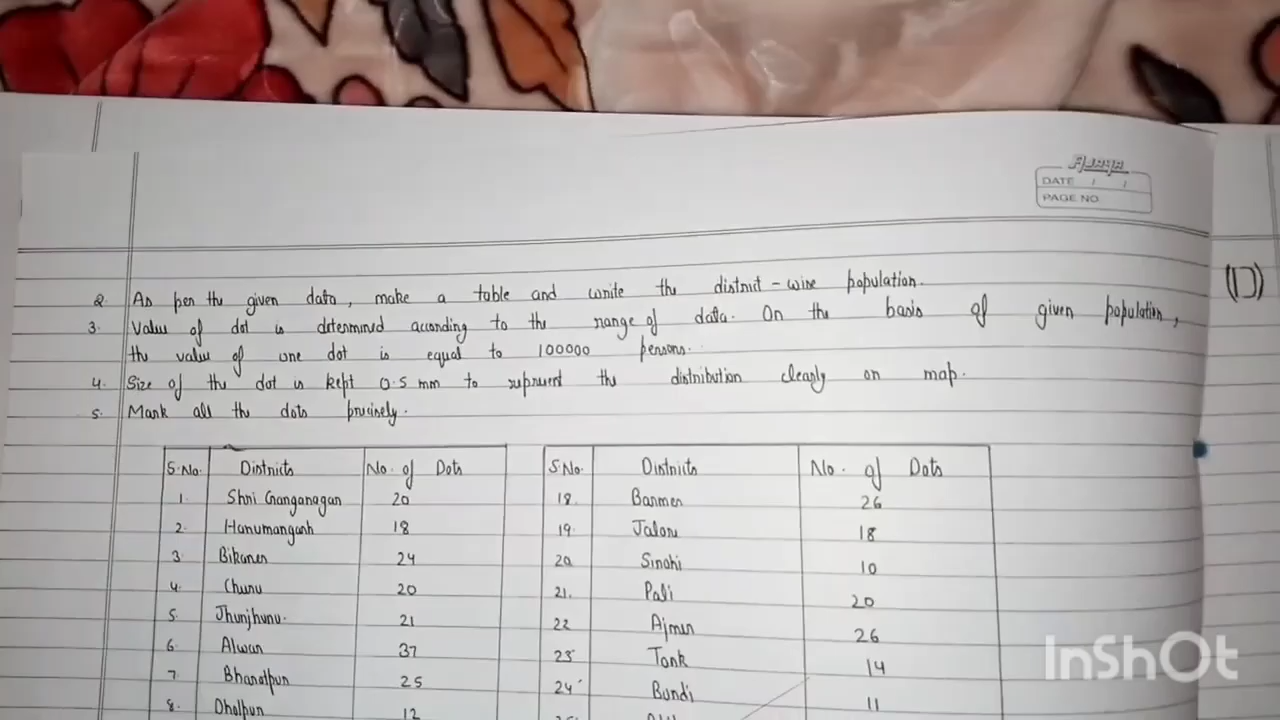 AJAYA
DATE / /
PAGE NO.
(17)
2. As per the given data, make a table and write the district - wise population.
3. Value of dot is determined according to the range of data. On the basis of given population,
the value of one dot is equal to 100000 persons.
4. Size of the dot is kept 0.5 mm to represent the distribution clearly on map.
5. Mark all the dots precisely.
S.No. Districts No. of Dots S.No. Districts No. of Dots
1. Shri Ganganagar 20 18. Barmer 26
2. Hanumangarh 18 19. Jalore 18
3. Bikaner 24 20. Sirohi 10
4. Churu 20 21. Pali 20
5. Jhunjhunu. 21 22 Ajmer 26
6. Alwar 37 23. Tonk 14
7. Bharatpur 25 24. Bundi 11
8. Dholpur 12
InShOt